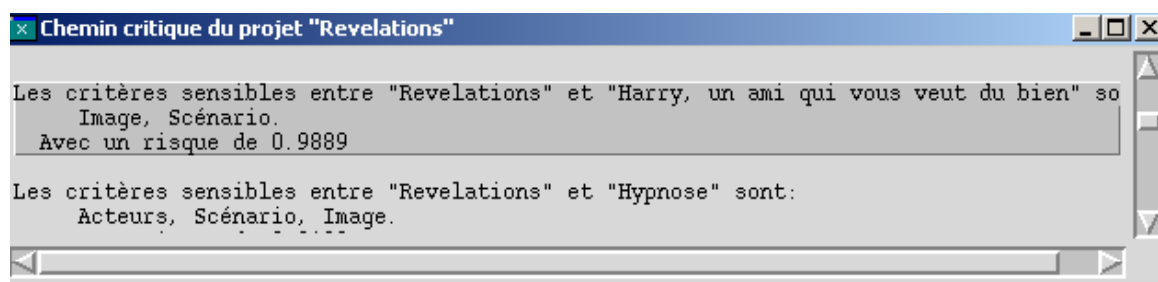 Chemin critique du projet "Revelations"
Les critères sensibles entre "Revelations" et "Harry, un ami qui vous veut du bien" so
Image, Scénario.
Avec un risque de 0.9889
Les critères sensibles entre "Revelations" et "Hypnose" sont:
Acteurs, Scénario, Image.